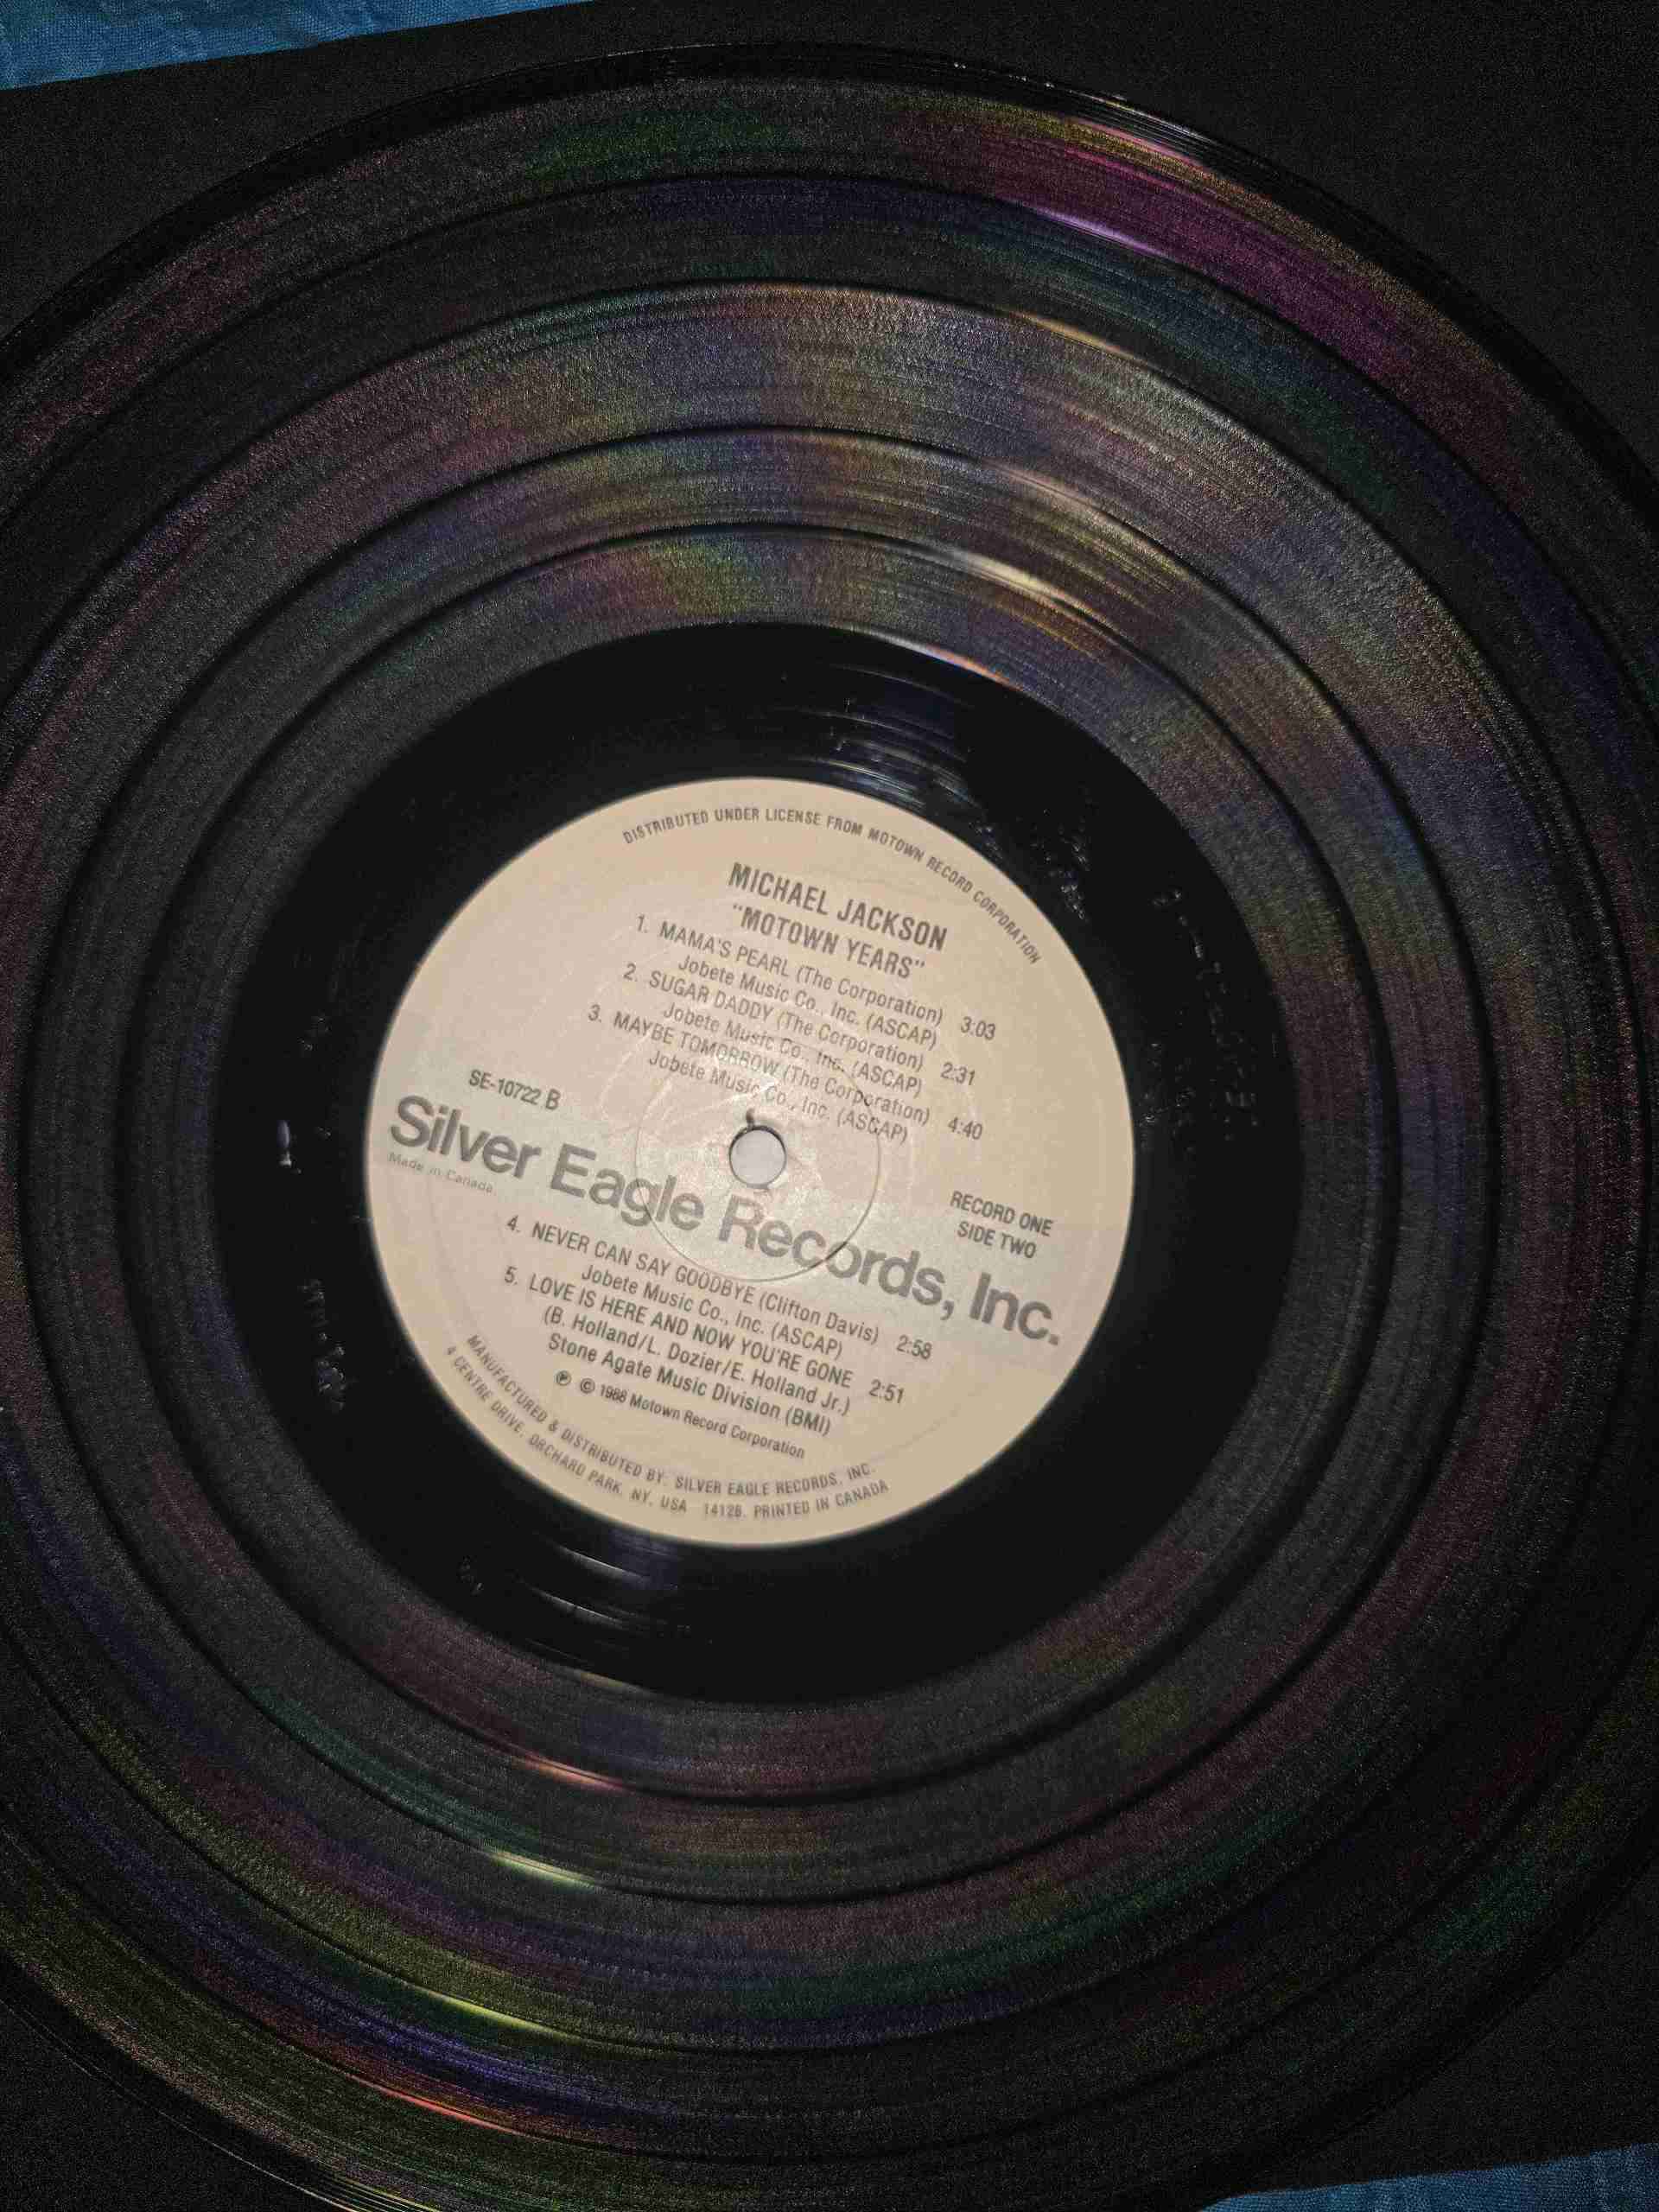 DISTRIBUTED UNDER LICENSE FROM MOTOWN RECORD CORPORATION
MICHAEL JACKSON
"MOTOWN YEARS"
1. MAMA'S PEARL (The Corporation) 3:03
Jobete Music Co., Inc. (ASCAP)
2. SUGAR DADDY (The Corporation) 2:31
Jobete Music Co., Inc. (ASCAP)
3. MAYBE TOMORROW (The Corporation) 4:40
Jobete Music Co., Inc. (ASCAP)
SE-10722 B
Silver Eagle Records, Inc.
Made in Canada
RECORD ONE
SIDE TWO
4. NEVER CAN SAY GOODBYE (Clifton Davis) 2:58
Jobete Music Co., Inc. (ASCAP)
5. LOVE IS HERE AND NOW YOU'RE GONE 2:51
(B. Holland/L. Dozier/E. Holland Jr.)
Stone Agate Music Division (BMI)
℗ © 1988 Motown Record Corporation
MANUFACTURED & DISTRIBUTED BY: SILVER EAGLE RECORDS, INC.
4 CENTRE DRIVE, ORCHARD PARK, NY, USA 14126. PRINTED IN CANADA